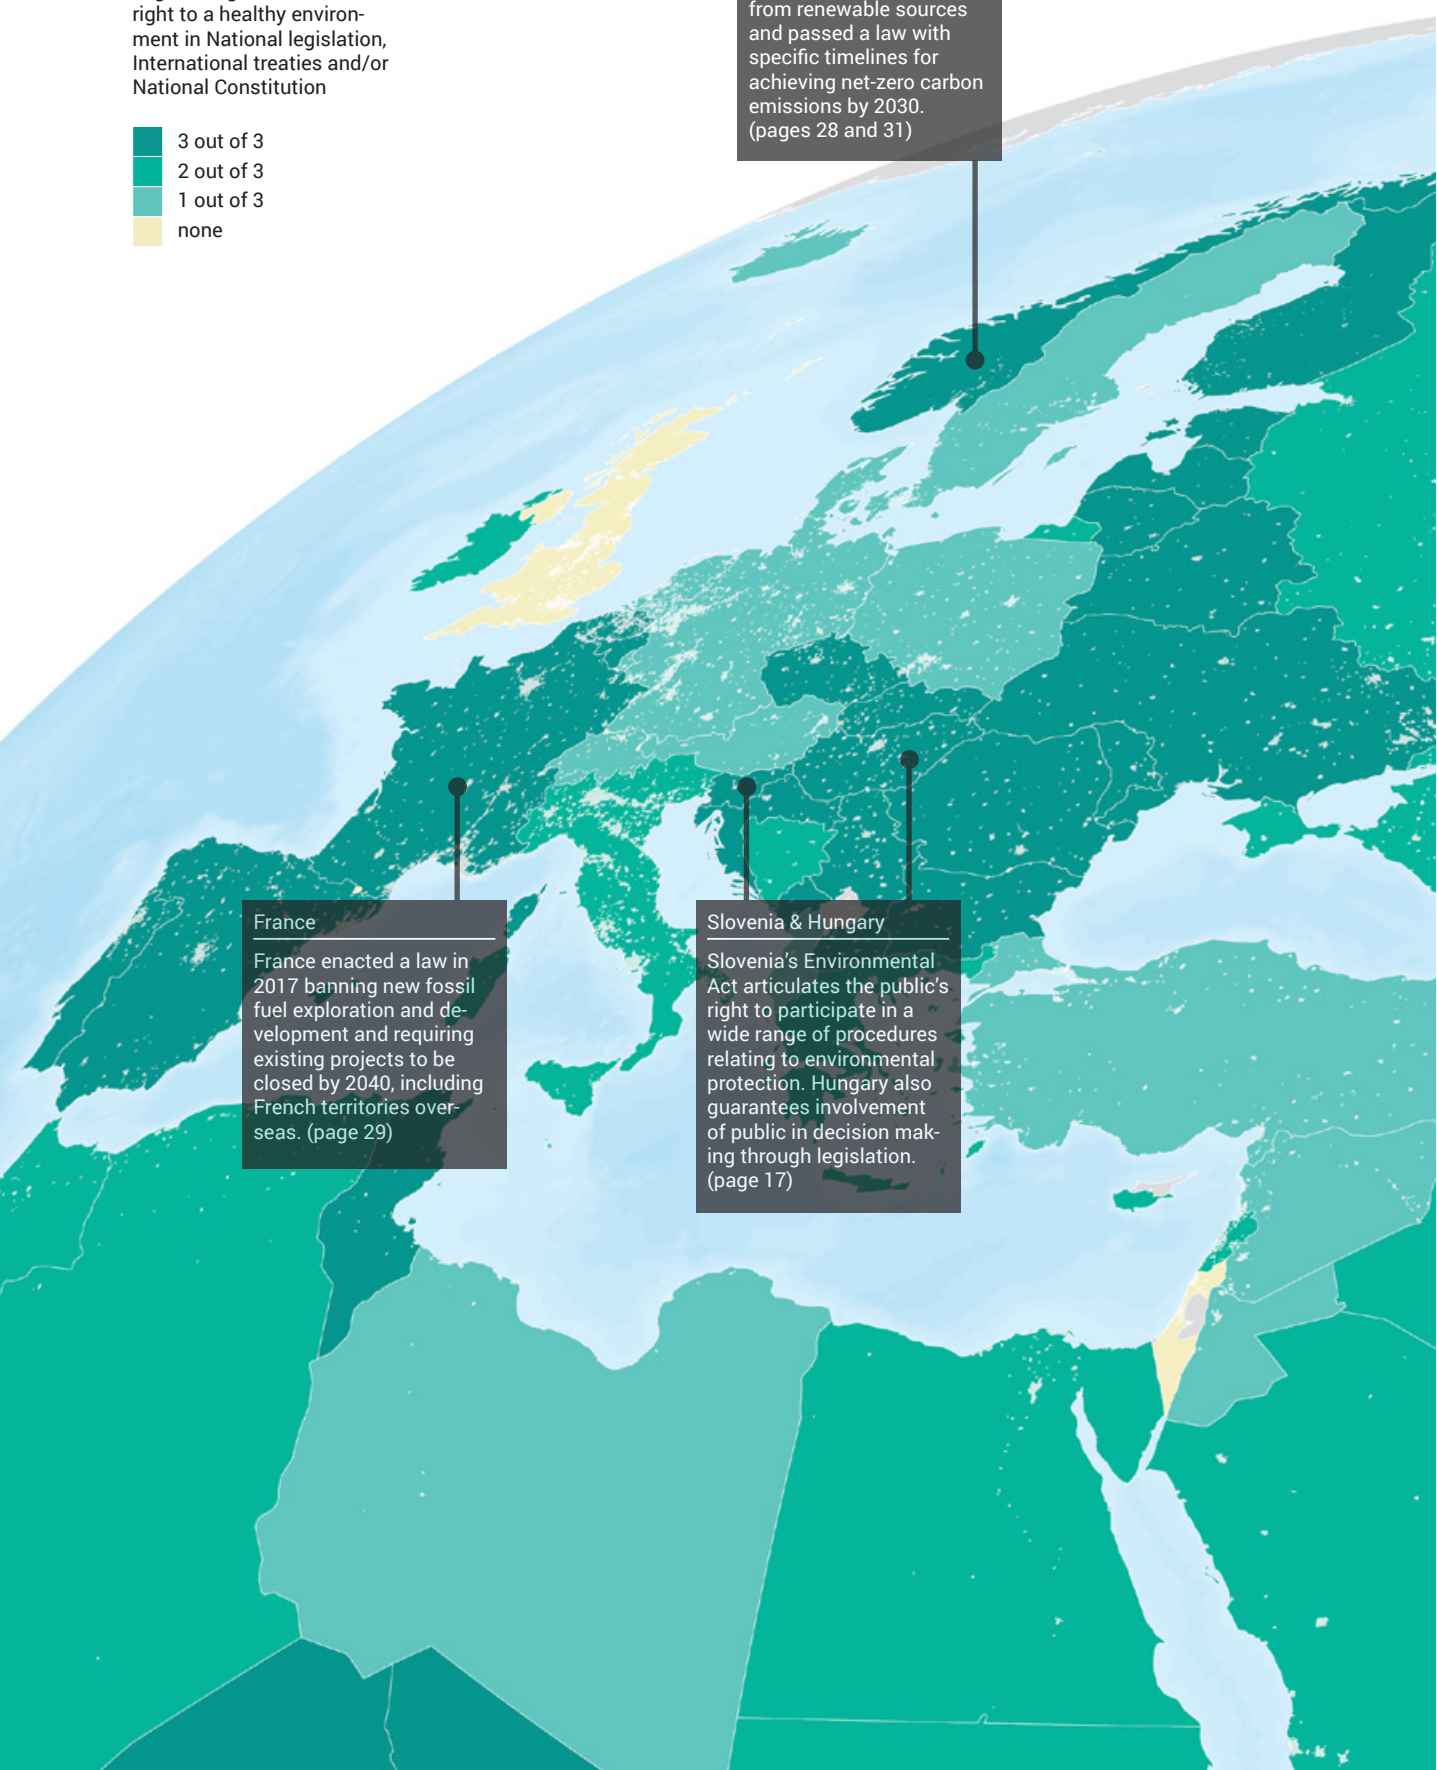 right to a healthy environ-
ment in National legislation,
International treaties and/or
National Constitution
3 out of 3
2 out of 3
1 out of 3
none
from renewable sources
and passed a law with
specific timelines for
achieving net-zero carbon
emissions by 2030.
(pages 28 and 31)
France
France enacted a law in
2017 banning new fossil
fuel exploration and de-
velopment and requiring
existing projects to be
closed by 2040, including
French territories over-
seas. (page 29)
Slovenia & Hungary
Slovenia's Environmental
Act articulates the public's
right to participate in a
wide range of procedures
relating to environmental
protection. Hungary also
guarantees involvement
of public in decision mak-
ing through legislation.
(page 17)